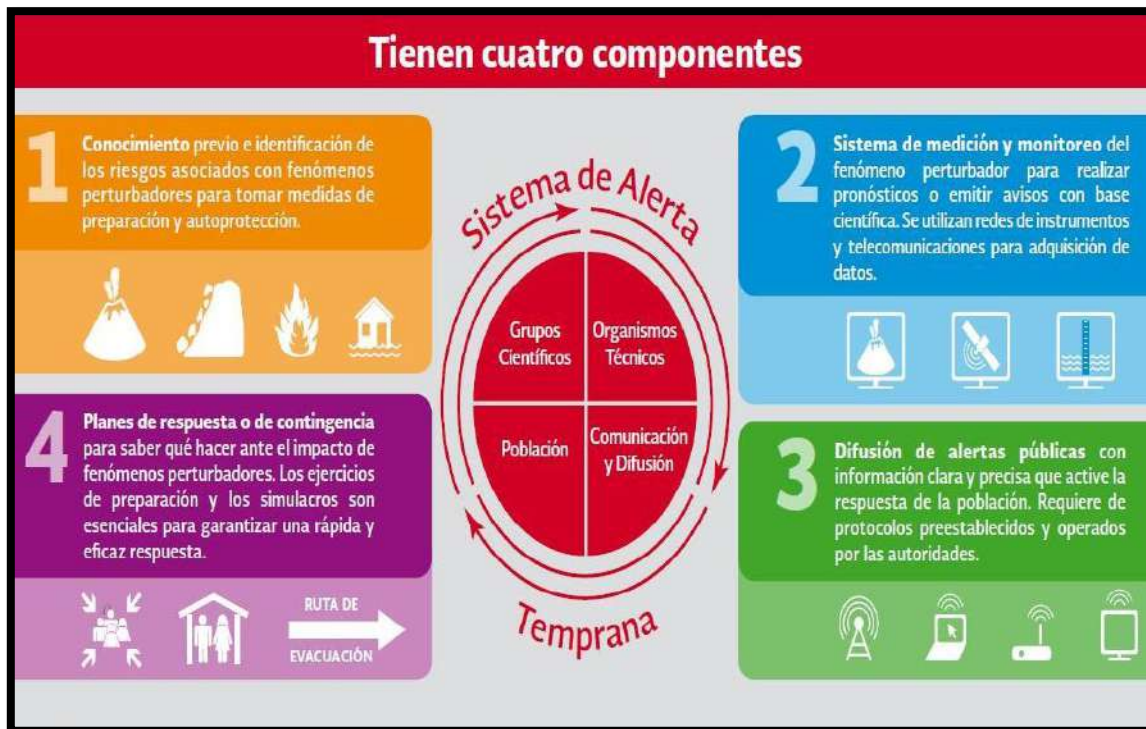 Tienen cuatro componentes
1
Conocimiento previo e identificación de
los riesgos asociados con fenómenos
perturbadores para tomar medidas de
preparación y autoprotección.
2
Sistema de medición y monitoreo del
fenómeno perturbador para realizar
pronósticos o emitir avisos con base
científica. Se utilizan redes de instrumentos
y telecomunicaciones para adquisición de
datos.
Sistema de Alerta
Grupos
Científicos
Organismos
Técnicos
Población
Comunicación
y Difusión
Temprana
3
Difusión de alertas públicas con
información clara y precisa que active la
respuesta de la población. Requiere de
protocolos preestablecidos y operados
por las autoridades.
4
Planes de respuesta o de contingencia
para saber qué hacer ante el impacto de
fenómenos perturbadores. Los ejercicios
de preparación y los simulacros son
esenciales para garantizar una rápida y
eficaz respuesta.
RUTA DE
EVACUACIÓN